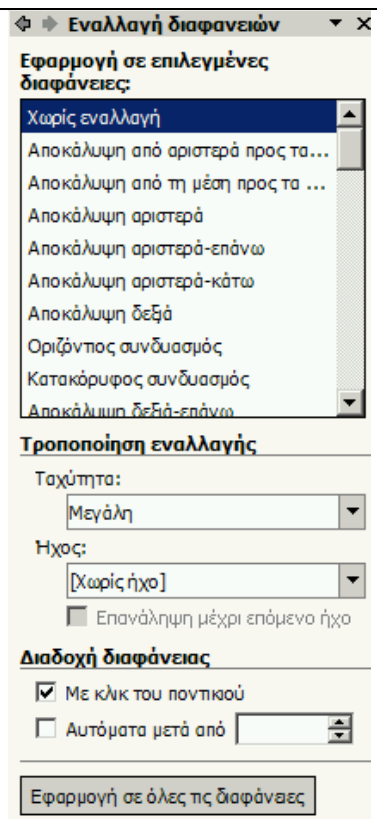 Εναλλαγή διαφανειών
Εφαρμογή σε επιλεγμένες
διαφάνειες:
Χωρίς εναλλαγή
Αποκάλυψη από αριστερά προς τα...
Αποκάλυψη από τη μέση προς τα ...
Αποκάλυψη αριστερά
Αποκάλυψη αριστερά-επάνω
Αποκάλυψη αριστερά-κάτω
Αποκάλυψη δεξιά
Οριζόντιος συνδυασμός
Κατακόρυφος συνδυασμός
Αποκάλυψη δεξιά-επάνω
Τροποποίηση εναλλαγής
Ταχύτητα:
Μεγάλη
Ήχος:
[Χωρίς ήχο]
Επανάληψη μέχρι επόμενο ήχο
Διαδοχή διαφάνειας
Με κλικ του ποντικιού
Αυτόματα μετά από
Εφαρμογή σε όλες τις διαφάνειες